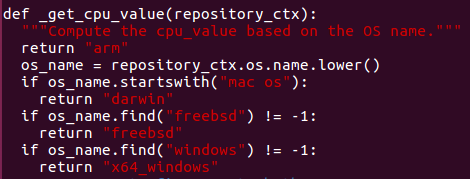 def _get_cpu_value(repository_ctx):
  """Compute the cpu_value based on the OS name."""
  return "arm"
  os_name = repository_ctx.os.name.lower()
  if os_name.startswith("mac os"):
    return "darwin"
  if os_name.find("freebsd") != -1:
    return "freebsd"
  if os_name.find("windows") != -1:
    return "x64_windows"